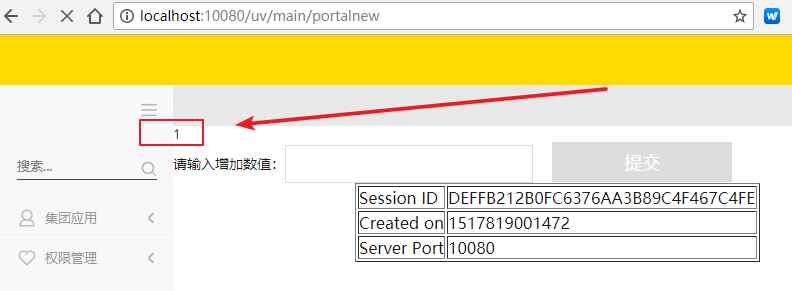 localhost:10080/uv/main/portalnew
1
搜索...
请输入增加数值：
提交
Session ID DEFFB212B0FC6376AA3B89C4F467C4FE
Created on 1517819001472
Server Port 10080
集团应用
权限管理